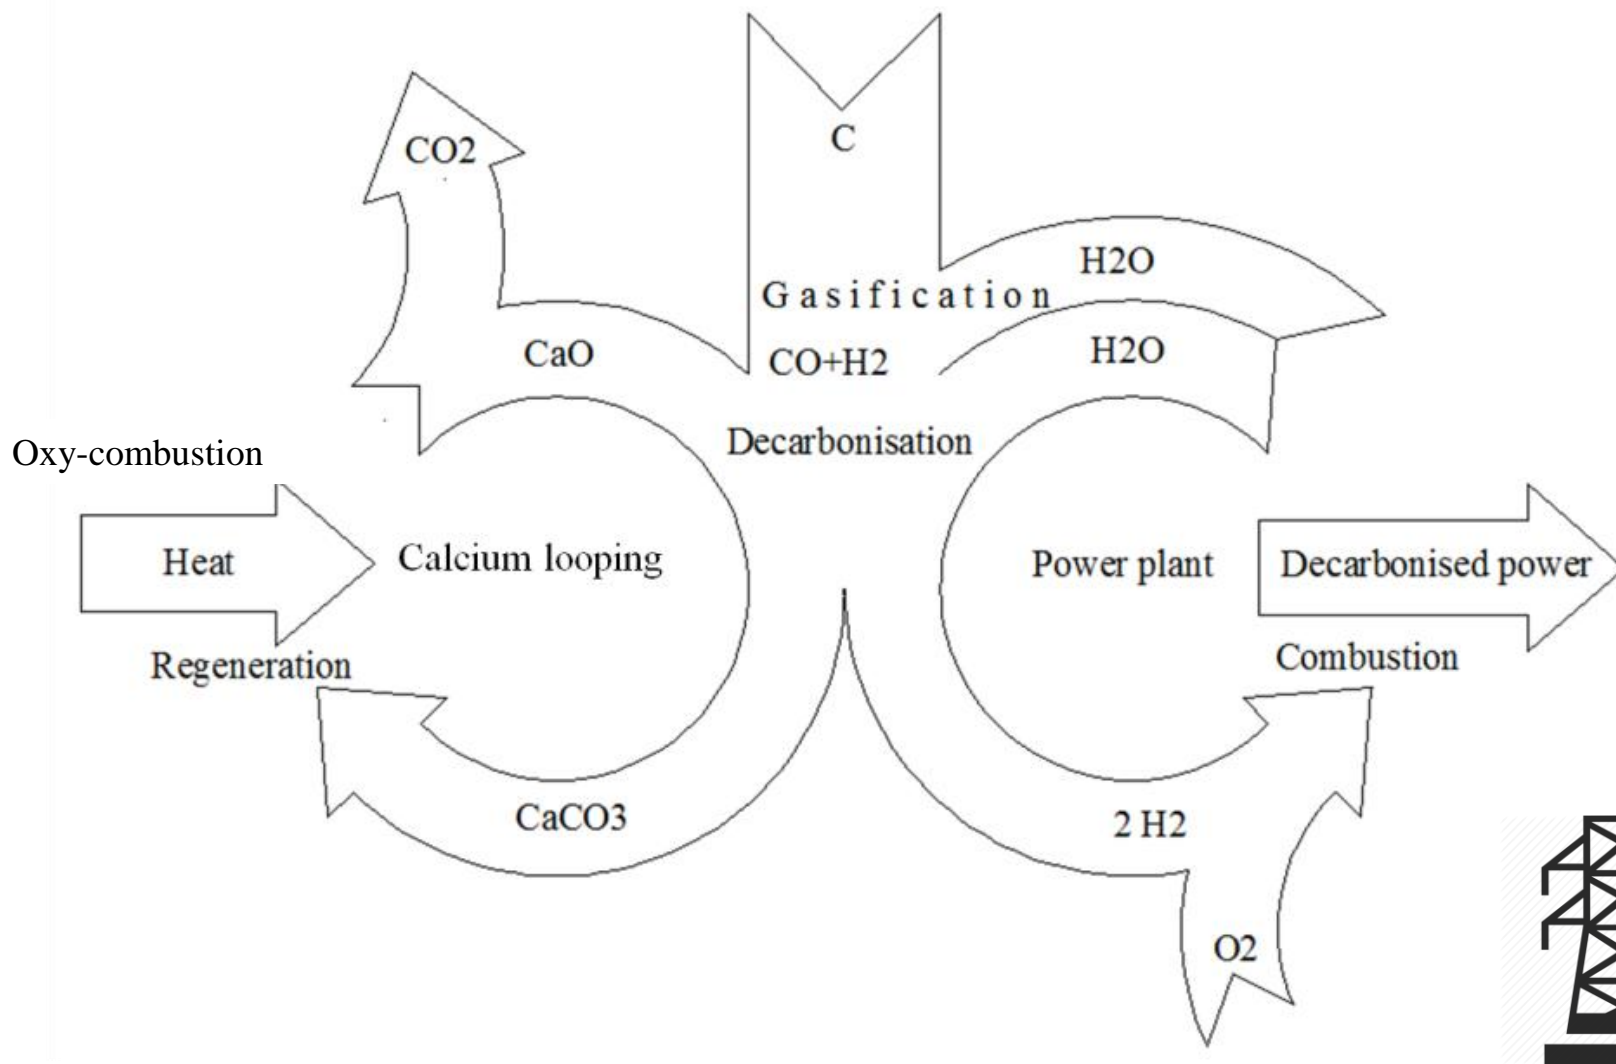 C
CO2
H2O
Gasification
CaO
CO+H2
H2O
Decarbonisation
Oxy-combustion
Heat
Calcium looping
Power plant
Decarbonised power
Regeneration
Combustion
CaCO3
2 H2
O2